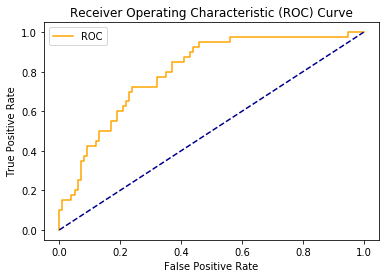 Receiver Operating Characteristic (ROC) Curve
ROC
True Positive Rate
1.0
0.8
0.6
0.4
0.2
0.0
0.0 0.2 0.4 0.6 0.8 1.0
False Positive Rate